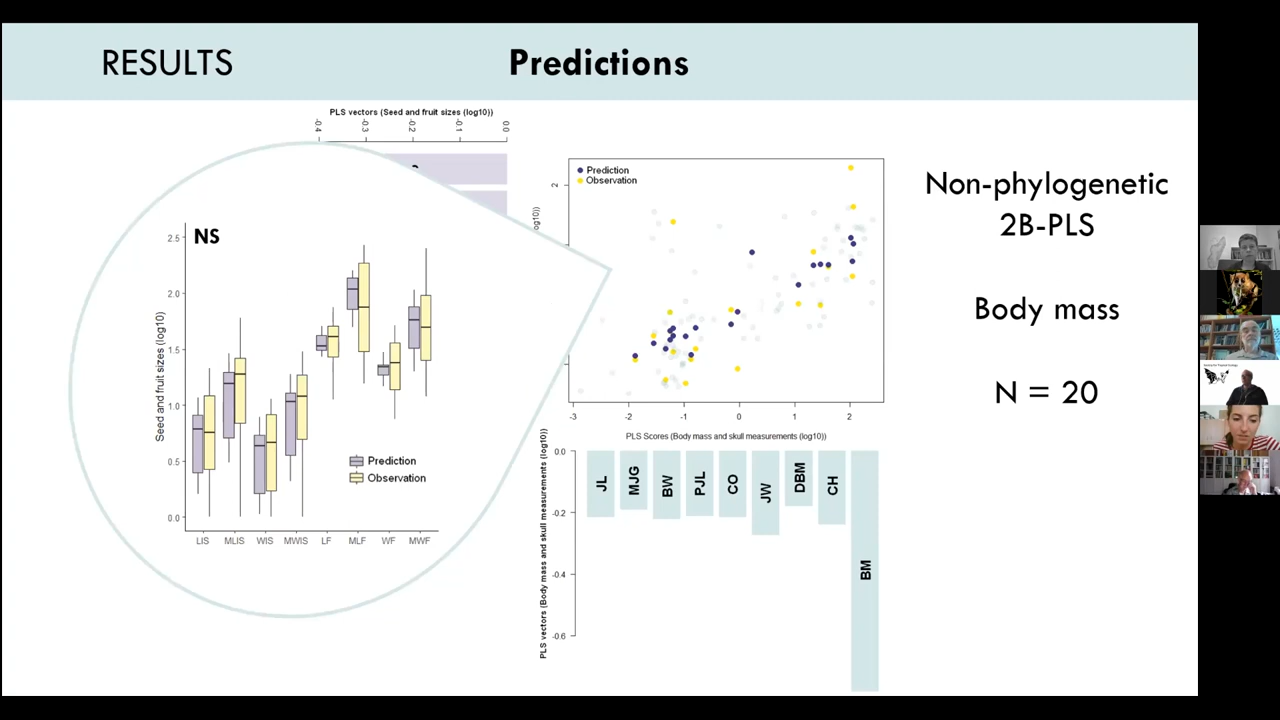 RESULTS
Predictions
PLS vectors (Seed and fruit sizes (log10))
-0.4
-0.3
-0.2
-0.1
0.0
NS
Seed and fruit sizes (log10)
2.5
2.0
1.5
1.0
0.5
0.0
LIS
MLIS
WIS
MWIS
LF
MLF
WF
MWF
Prediction
Observation
Prediction
Observation
2
og10))
-3
-2
-1
0
1
2
PLS Scores (Body mass and skull measurements (log10))
PLS vectors (Body mass and skull measurements (log10))
0.0
-0.2
-0.4
-0.6
JL
MJG
BW
PJL
CO
JW
DBM
CH
BM
Non-phylogenetic
2B-PLS
Body mass
N = 20